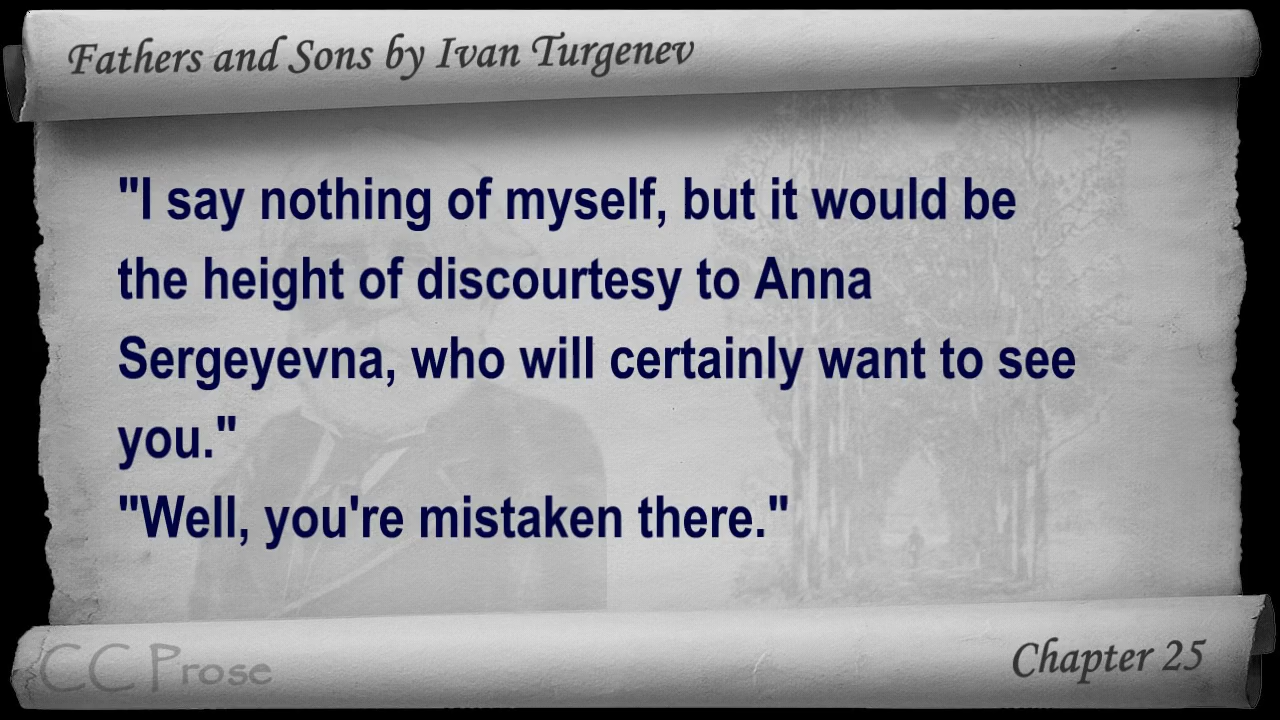 Fathers and Sons by Ivan Turgenev
"I say nothing of myself, but it would be
the height of discourtesy to Anna
Sergeyevna, who will certainly want to see
you."
"Well, you're mistaken there."
CC Prose
Chapter 25